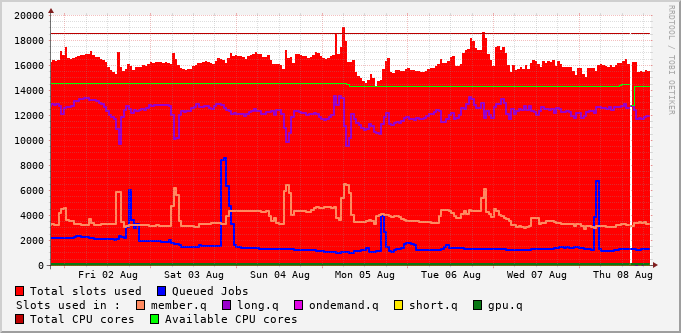 20000
18000
16000
14000
12000
10000
8000
6000
4000
2000
0
Fri 02 Aug Sat 03 Aug Sun 04 Aug Mon 05 Aug Tue 06 Aug Wed 07 Aug Thu 08 Aug
Total slots used Queued Jobs
Slots used in : member.q long.q ondemand.q short.q gpu.q
Total CPU cores Available CPU cores
RRDTOOL / TOBI OETIKER